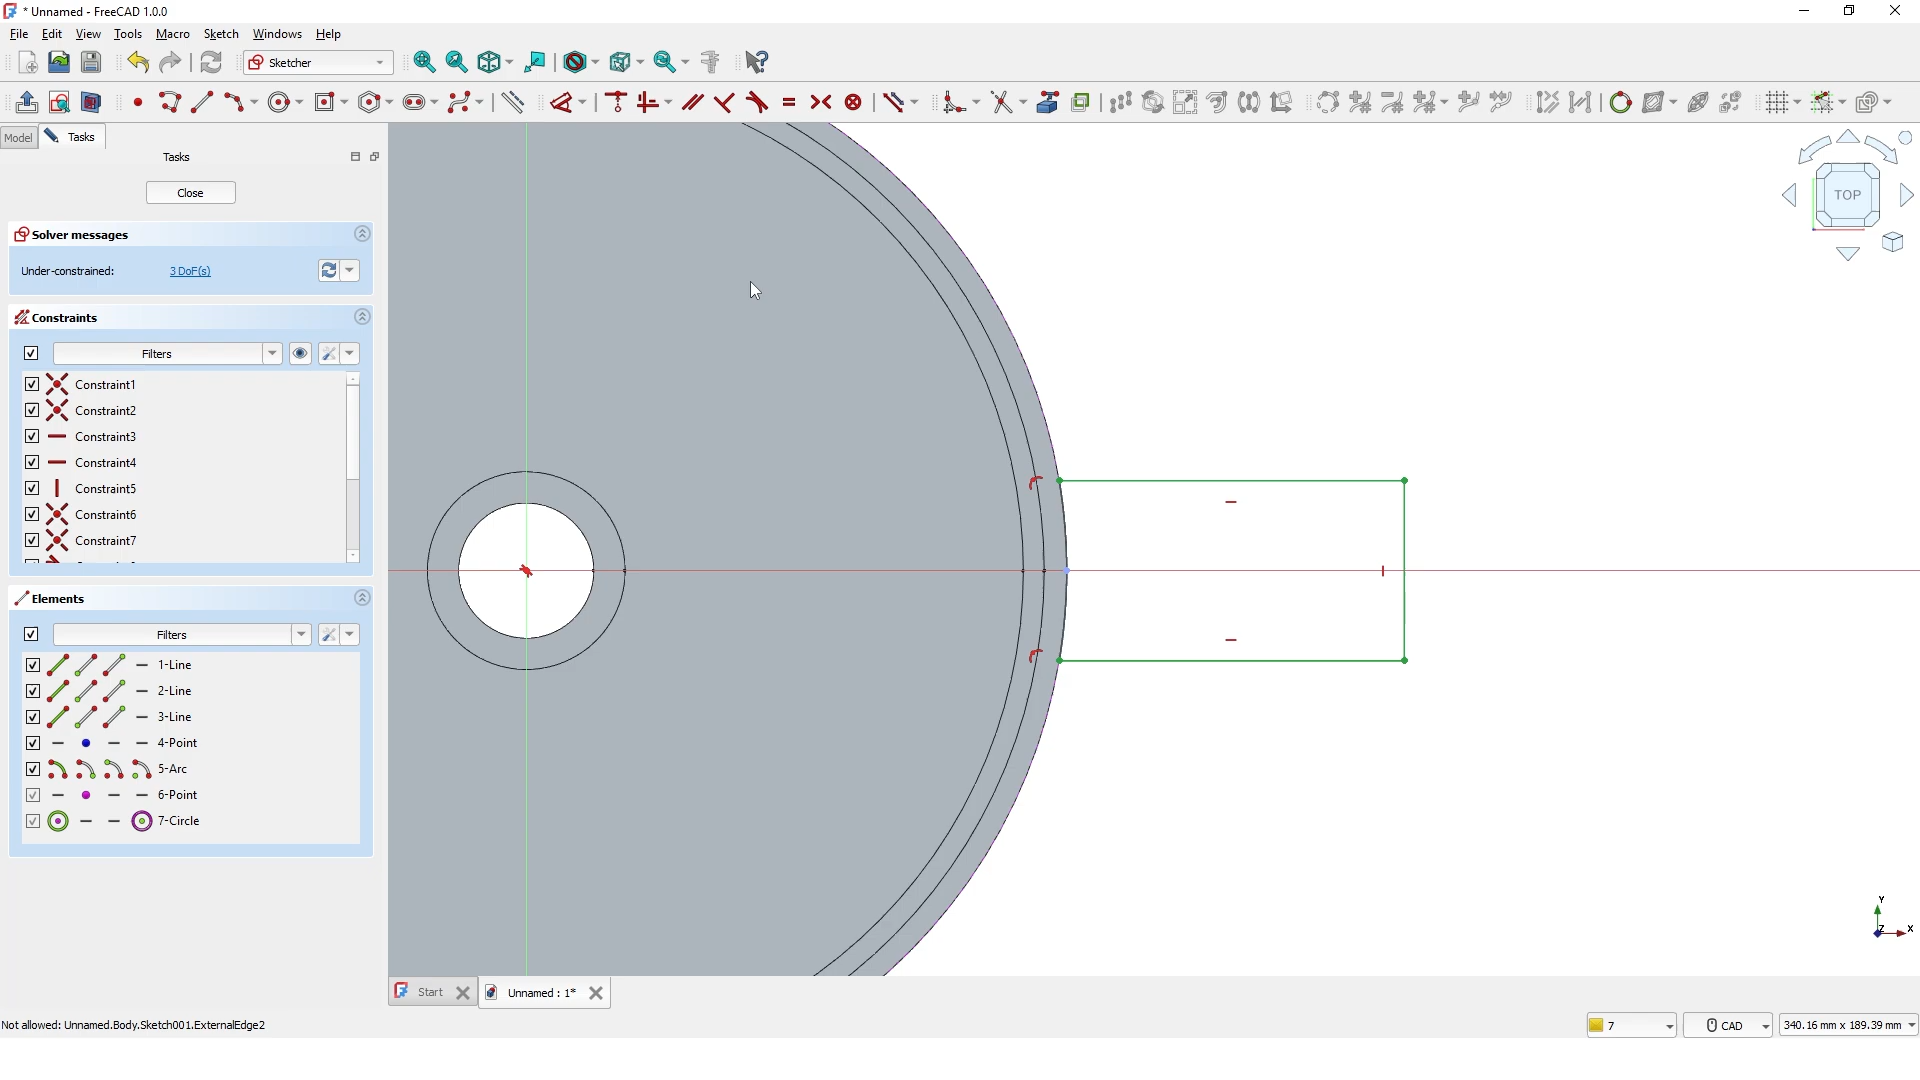 * Unnamed - FreeCAD 1.0.0
File Edit View Tools Macro Sketch Windows Help
Sketcher
Model Tasks
Tasks
Close
Solver messages
Under-constrained: 3 DoF(s)
Constraints
Filters
Constraint1
Constraint2
Constraint3
Constraint4
Constraint5
Constraint6
Constraint7
Elements
Filters
1-Line
2-Line
3-Line
4-Point
5-Arc
6-Point
7-Circle
TOP
Y
Z X
Start Unnamed : 1*
Not allowed: Unnamed.Body.Sketch001.ExternalEdge2
7 CAD 340.16 mm x 189.39 mm